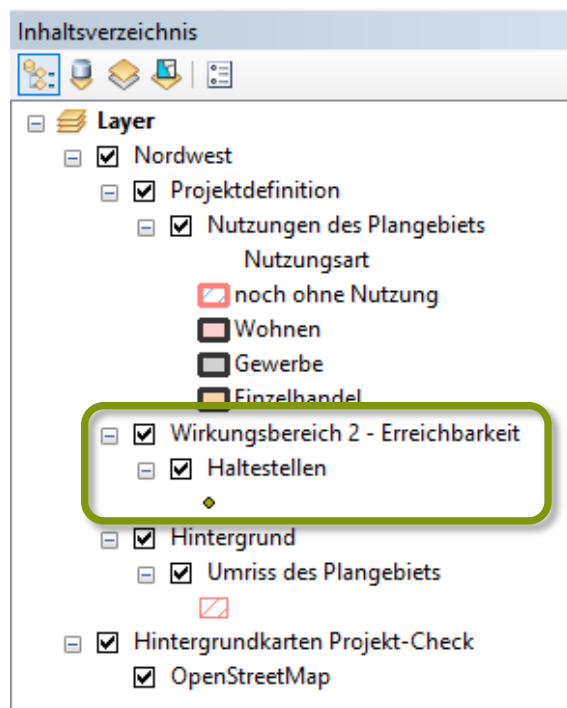 Inhaltsverzeichnis
Layer
Nordwest
Projektdefinition
Nutzungen des Plangebiets
Nutzungsart
noch ohne Nutzung
Wohnen
Gewerbe
Einzelhandel
Wirkungsbereich 2 - Erreichbarkeit
Haltestellen
Hintergrund
Umriss des Plangebiets
Hintergrundkarten Projekt-Check
OpenStreetMap